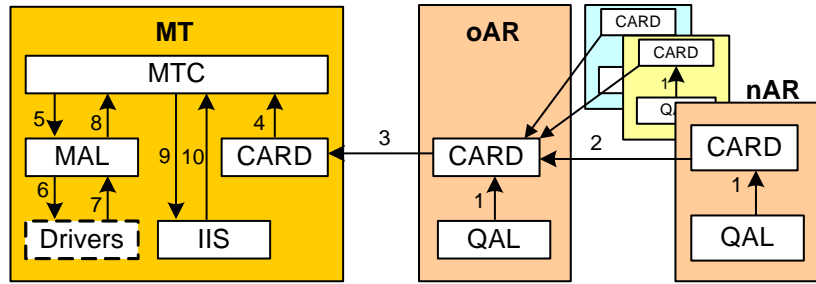 MT
MTC
5
8
9
10
4
MAL
CARD
6
7
Drivers
IIS
3
oAR
CARD
1
QAL
2
CARD
CARD
1
nAR
CARD
1
QAL